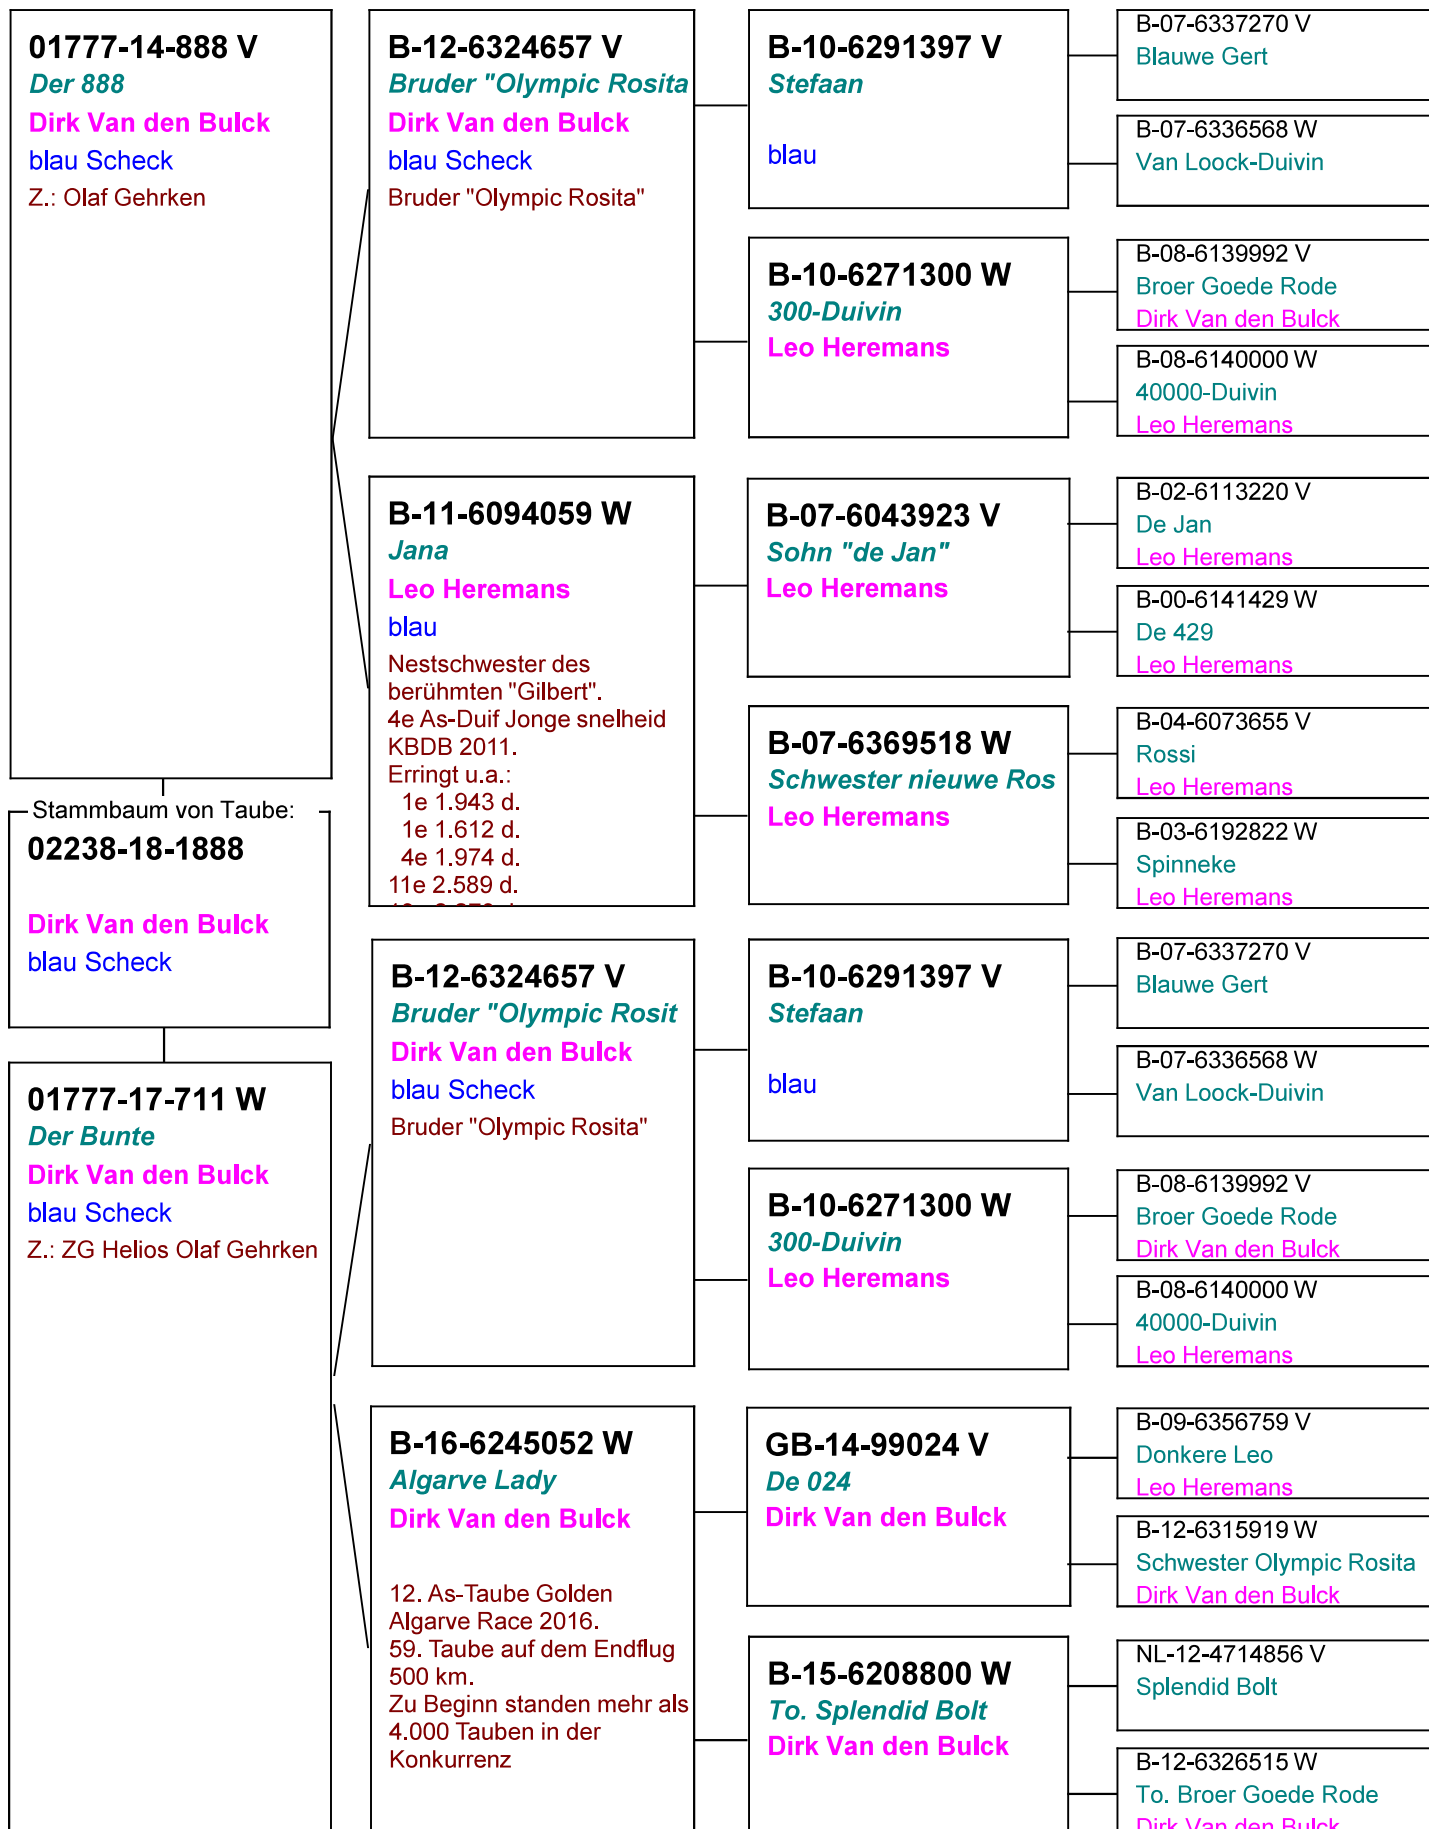 01777-14-888 V
Der 888
Dirk Van den Bulck
blau Scheck
Z.: Olaf Gehrken
Stammbaum von Taube:
02238-18-1888
Dirk Van den Bulck
blau Scheck
01777-17-711 W
Der Bunte
Dirk Van den Bulck
blau Scheck
Z.: ZG Helios Olaf Gehrken
B-12-6324657 V
Bruder "Olympic Rosita
Dirk Van den Bulck
blau Scheck
Bruder "Olympic Rosita"
B-11-6094059 W
Jana
Leo Heremans
blau
Nestschwester des
berühmten "Gilbert".
4e As-Duif Jonge snelheid
KBDB 2011.
Erringt u.a.:
1e 1.943 d.
1e 1.612 d.
4e 1.974 d.
11e 2.589 d.
B-12-6324657 V
Bruder "Olympic Rosit
Dirk Van den Bulck
blau Scheck
Bruder "Olympic Rosita"
B-16-6245052 W
Algarve Lady
Dirk Van den Bulck
12. As-Taube Golden
Algarve Race 2016.
59. Taube auf dem Endflug
500 km.
Zu Beginn standen mehr als
4.000 Tauben in der
Konkurrenz
B-10-6291397 V
Stefaan
blau
B-10-6271300 W
300-Duivin
Leo Heremans
B-07-6043923 V
Sohn "de Jan"
Leo Heremans
B-07-6369518 W
Schwester nieuwe Ros
Leo Heremans
B-10-6291397 V
Stefaan
blau
B-10-6271300 W
300-Duivin
Leo Heremans
GB-14-99024 V
De 024
Dirk Van den Bulck
B-15-6208800 W
To. Splendid Bolt
Dirk Van den Bulck
B-07-6337270 V
Blauwe Gert
B-07-6336568 W
Van Loock-Duivin
B-08-6139992 V
Broer Goede Rode
Dirk Van den Bulck
B-08-6140000 W
40000-Duivin
Leo Heremans
B-02-6113220 V
De Jan
Leo Heremans
B-00-6141429 W
De 429
Leo Heremans
B-04-6073655 V
Rossi
Leo Heremans
B-03-6192822 W
Spinneke
Leo Heremans
B-07-6337270 V
Blauwe Gert
B-07-6336568 W
Van Loock-Duivin
B-08-6139992 V
Broer Goede Rode
Dirk Van den Bulck
B-08-6140000 W
40000-Duivin
Leo Heremans
B-09-6356759 V
Donkere Leo
Leo Heremans
B-12-6315919 W
Schwester Olympic Rosita
Dirk Van den Bulck
NL-12-4714856 V
Splendid Bolt
B-12-6326515 W
To. Broer Goede Rode
Dirk Van den Bulck